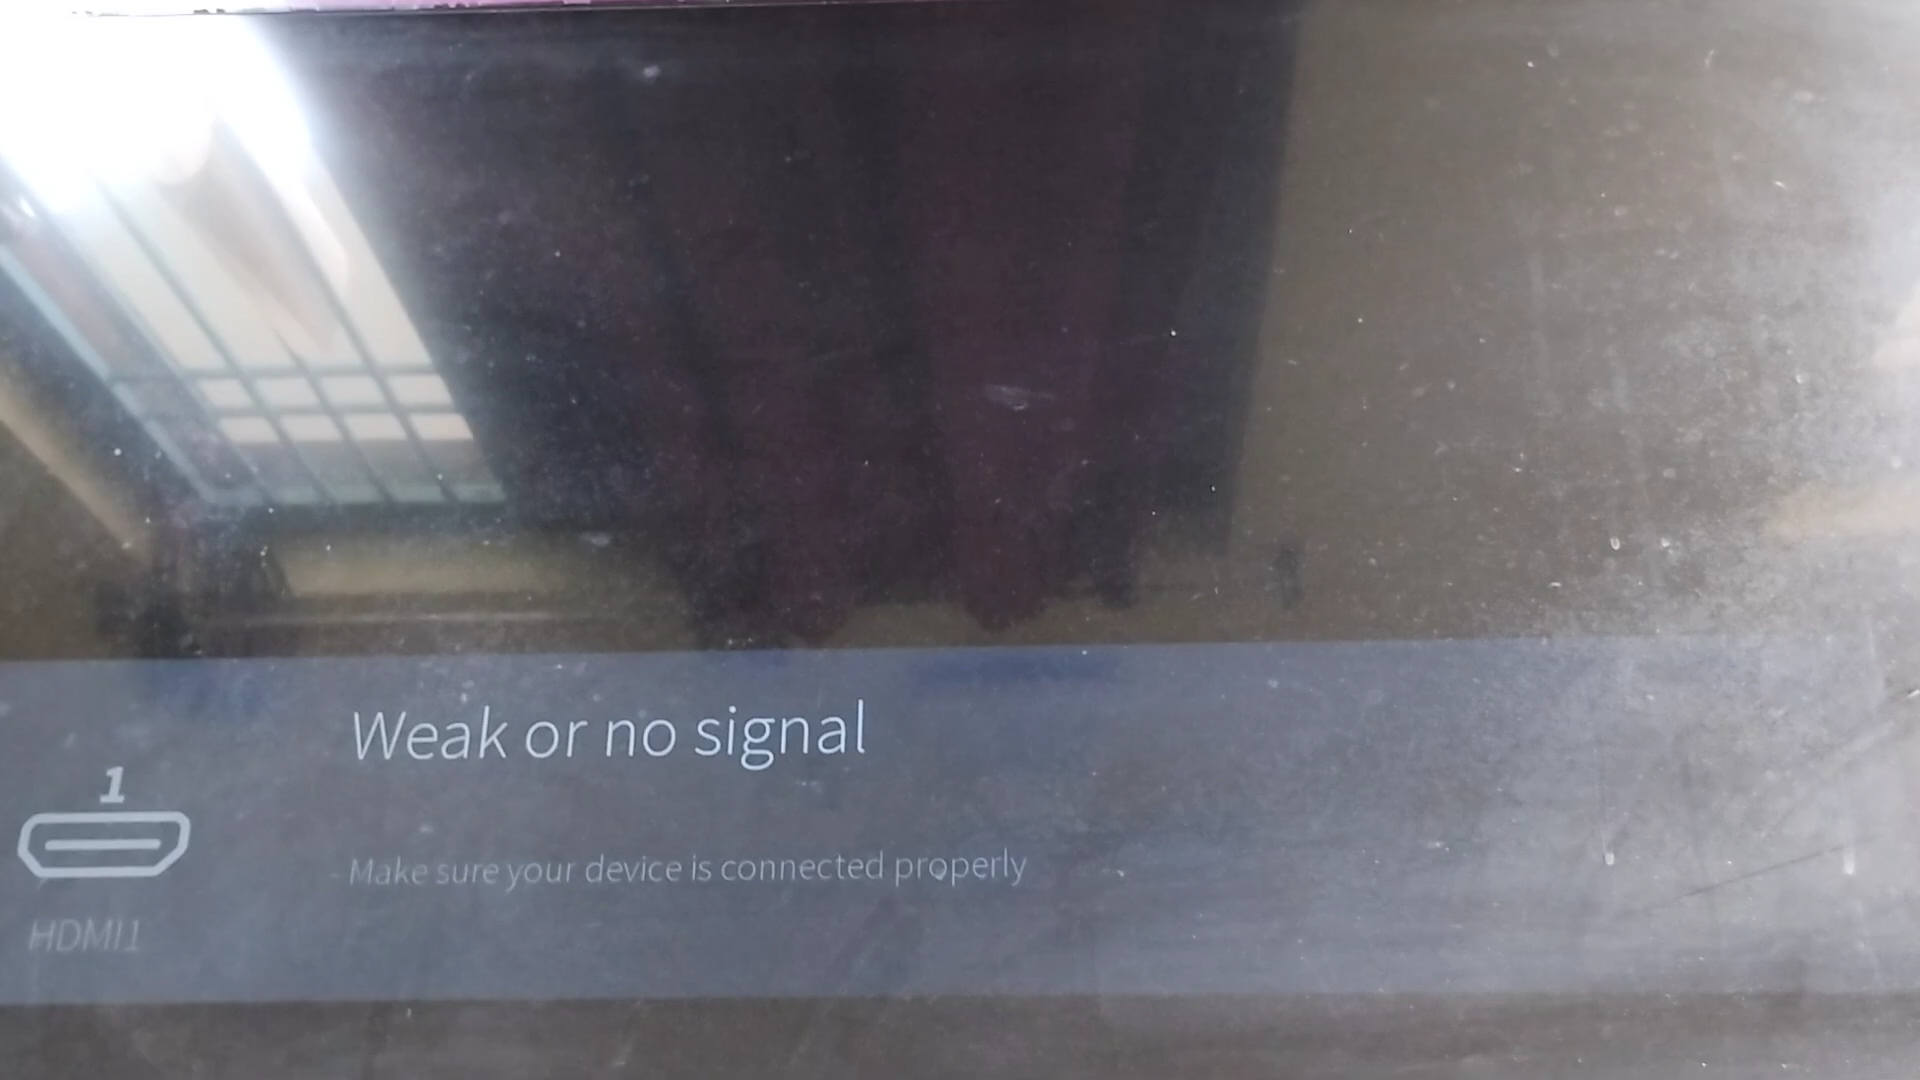 Weak or no signal
1
- Make sure your device is connected properly
HDMI1